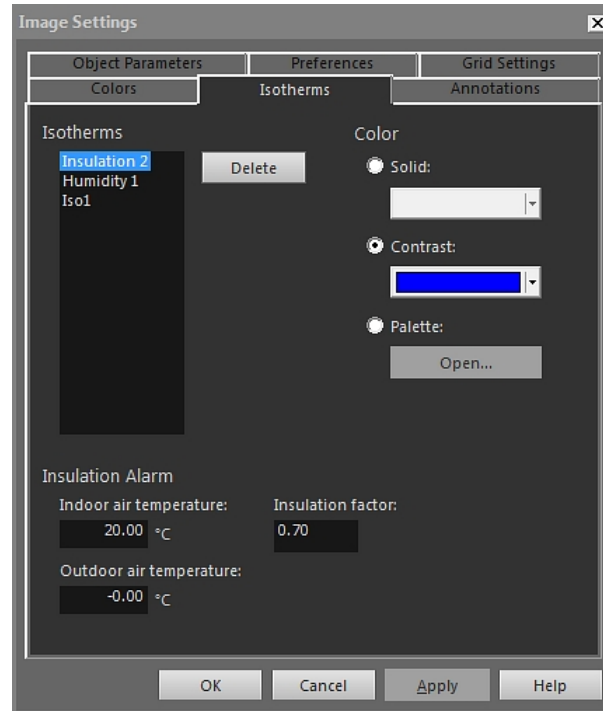 Image Settings
Object Parameters Preferences Grid Settings
Colors Isotherms Annotations
Isotherms Color
Insulation 2 Delete Solid:
Humidity 1
Iso1
Contrast:
Palette:
Open...
Insulation Alarm
Indoor air temperature: Insulation factor:
20.00 °C 0.70
Outdoor air temperature:
-0.00 °C
OK Cancel Apply Help